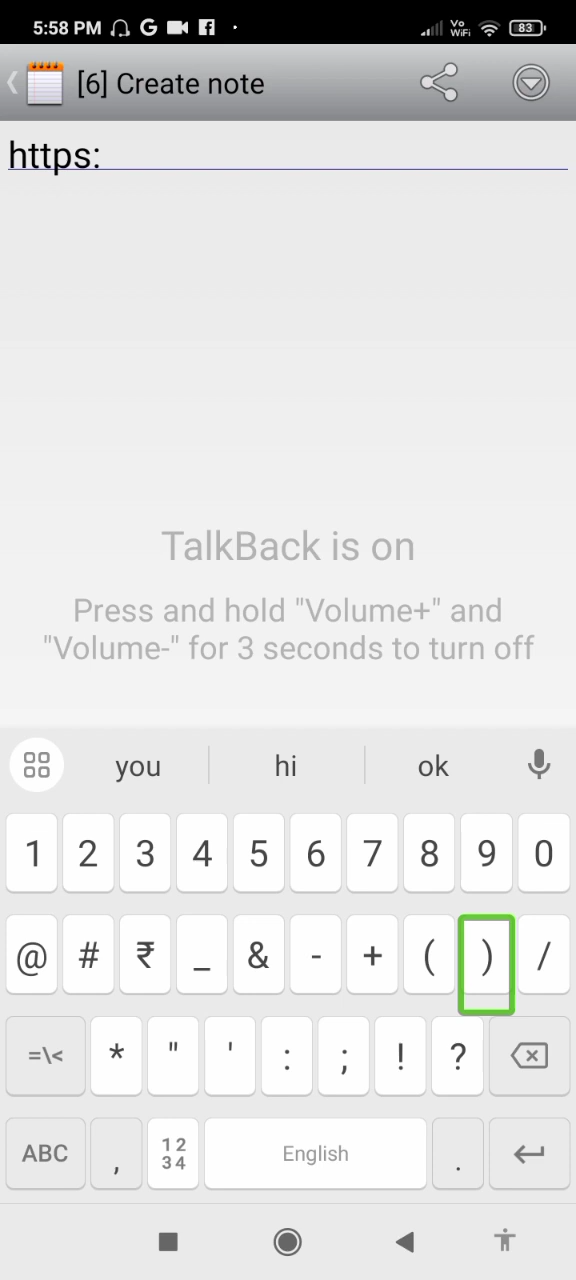 5:58 PM
Vo
WiFi
83
[6] Create note
https:
TalkBack is on
Press and hold "Volume+" and
"Volume-" for 3 seconds to turn off
you hi ok
1 2 3 4 5 6 7 8 9 0
@ # ₹ _ & - + ( ) /
=\< * " ' : ; ! ?
ABC , 12
34 English .